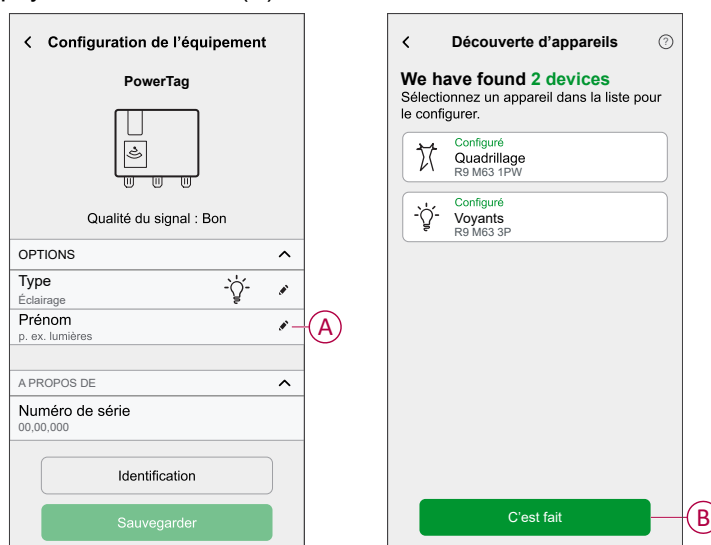 Configuration de l'équipement
PowerTag
Qualité du signal : Bon
OPTIONS
Type
Éclairage
Prénom
p. ex. lumières
A
A PROPOS DE
Numéro de série
00,00,000
Identification
Sauvegarder
Découverte d'appareils
?
We have found 2 devices
Sélectionnez un appareil dans la liste pour
le configurer.
Configuré
Quadrillage
R9 M63 1PW
Configuré
Voyants
R9 M63 3P
C'est fait
B